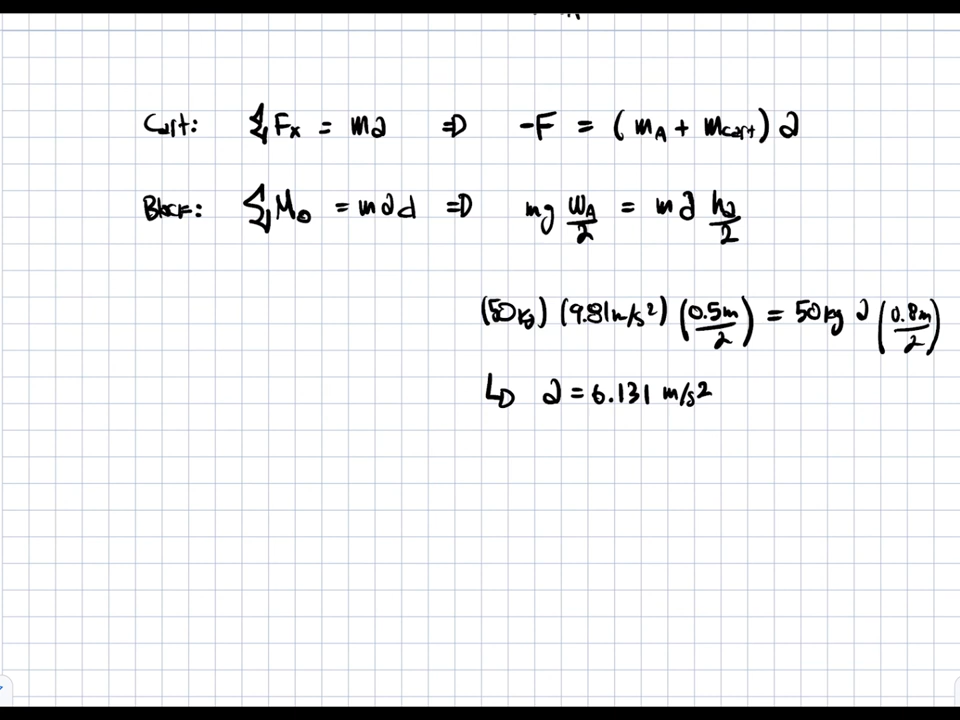 Cart: ΣFx = ma ⇒ -F = (mA + mcart) a
Block: ΣMo = mad ⇒ mg wA/2 = ma ha/2
(50kg) (9.81m/s²) (0.5m/2) = 50kg a (0.8m/2)
↳ a = 6.131 m/s²